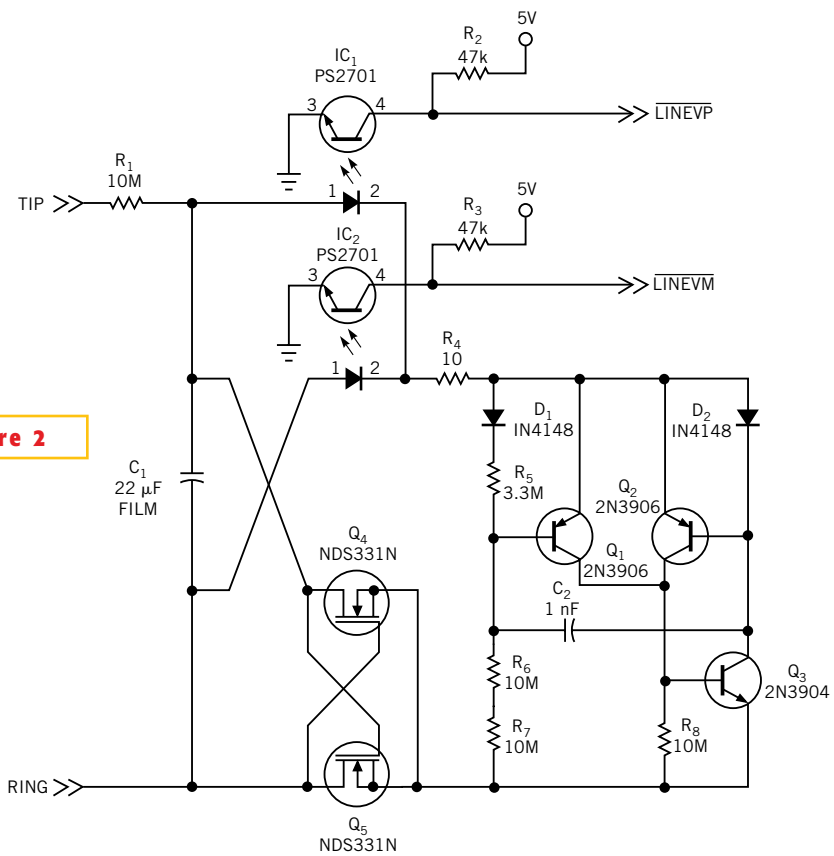 IC1
PS2701
3
4
R2
47k
5V
LINEVP
R1
10M
TIP
1
2
R3
47k
5V
IC2
PS2701
3
4
LINEVM
1
2
R4
10
re 2
C1
22 µF
FILM
D1
IN4148
D2
IN4148
R5
3.3M
Q2
2N3906
Q1
2N3906
Q4
NDS331N
C2
1 nF
R6
10M
Q3
2N3904
R7
10M
R8
10M
RING
Q5
NDS331N